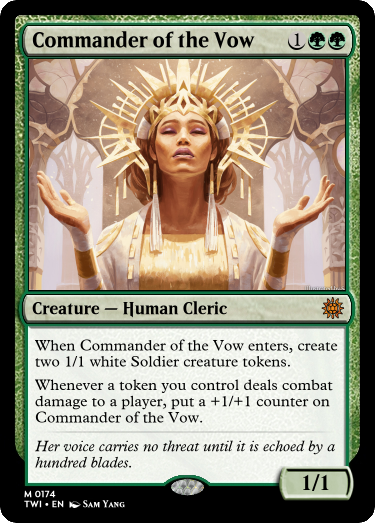 Commander of the Vow 1
Creature — Human Cleric
When Commander of the Vow enters, create
two 1/1 white Soldier creature tokens.
Whenever a token you control deals combat
damage to a player, put a +1/+1 counter on
Commander of the Vow.
Her voice carries no threat until it is echoed by a
hundred blades.
1/1
M 0174
TWI • EN Sam Yang